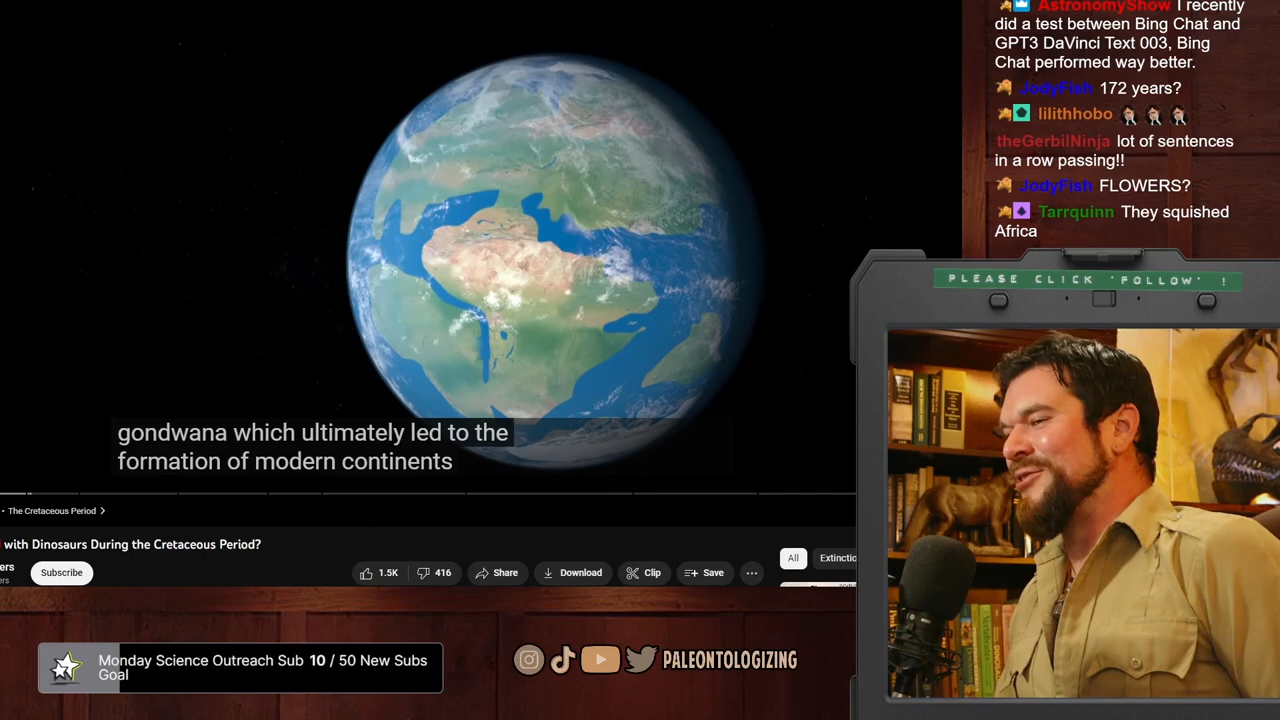 AstronomyShow I recently
did a test between Bing Chat and
GPT3 DaVinci Text 003, Bing
Chat performed way better.
JodyFish 172 years?
lilithhobo
theGerbilNinja lot of sentences
in a row passing!!
JodyFish FLOWERS?
Tarrquinn They squished
Africa
PLEASE CLICK 'FOLLOW' !
gondwana which ultimately led to the
formation of modern continents
• The Cretaceous Period >
with Dinosaurs During the Cretaceous Period?
ers
ers
Subscribe
1.5K
416
Share
Download
Clip
Save
...
All
Extinctio
Monday Science Outreach Sub 10 / 50 New Subs
Goal
PALEONTOLOGIZING